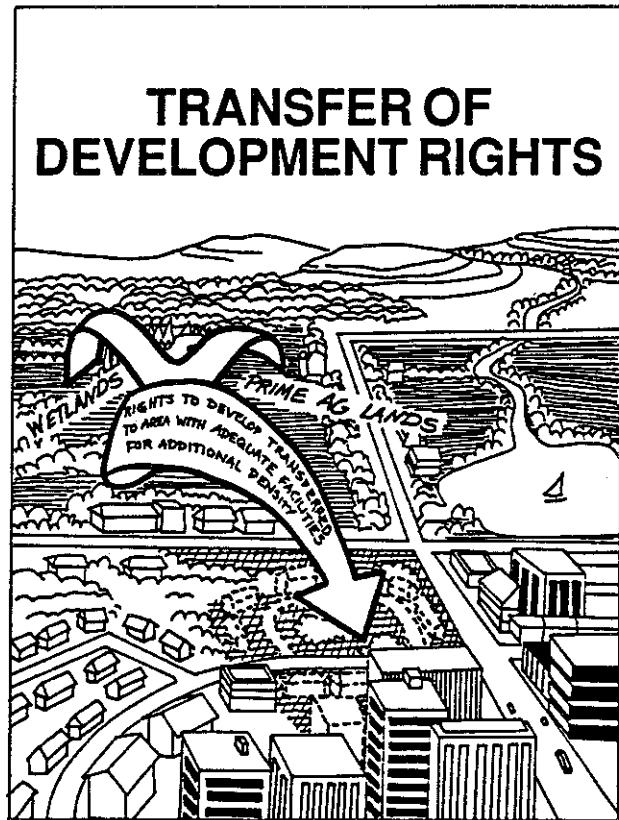 TRANSFER OF
DEVELOPMENT RIGHTS
WETLANDS
PRIME AG LANDS
RIGHTS TO DEVELOP TRANSFERRED
TO AREA WITH ADEQUATE FACILITIES
FOR ADDITIONAL DENSITY